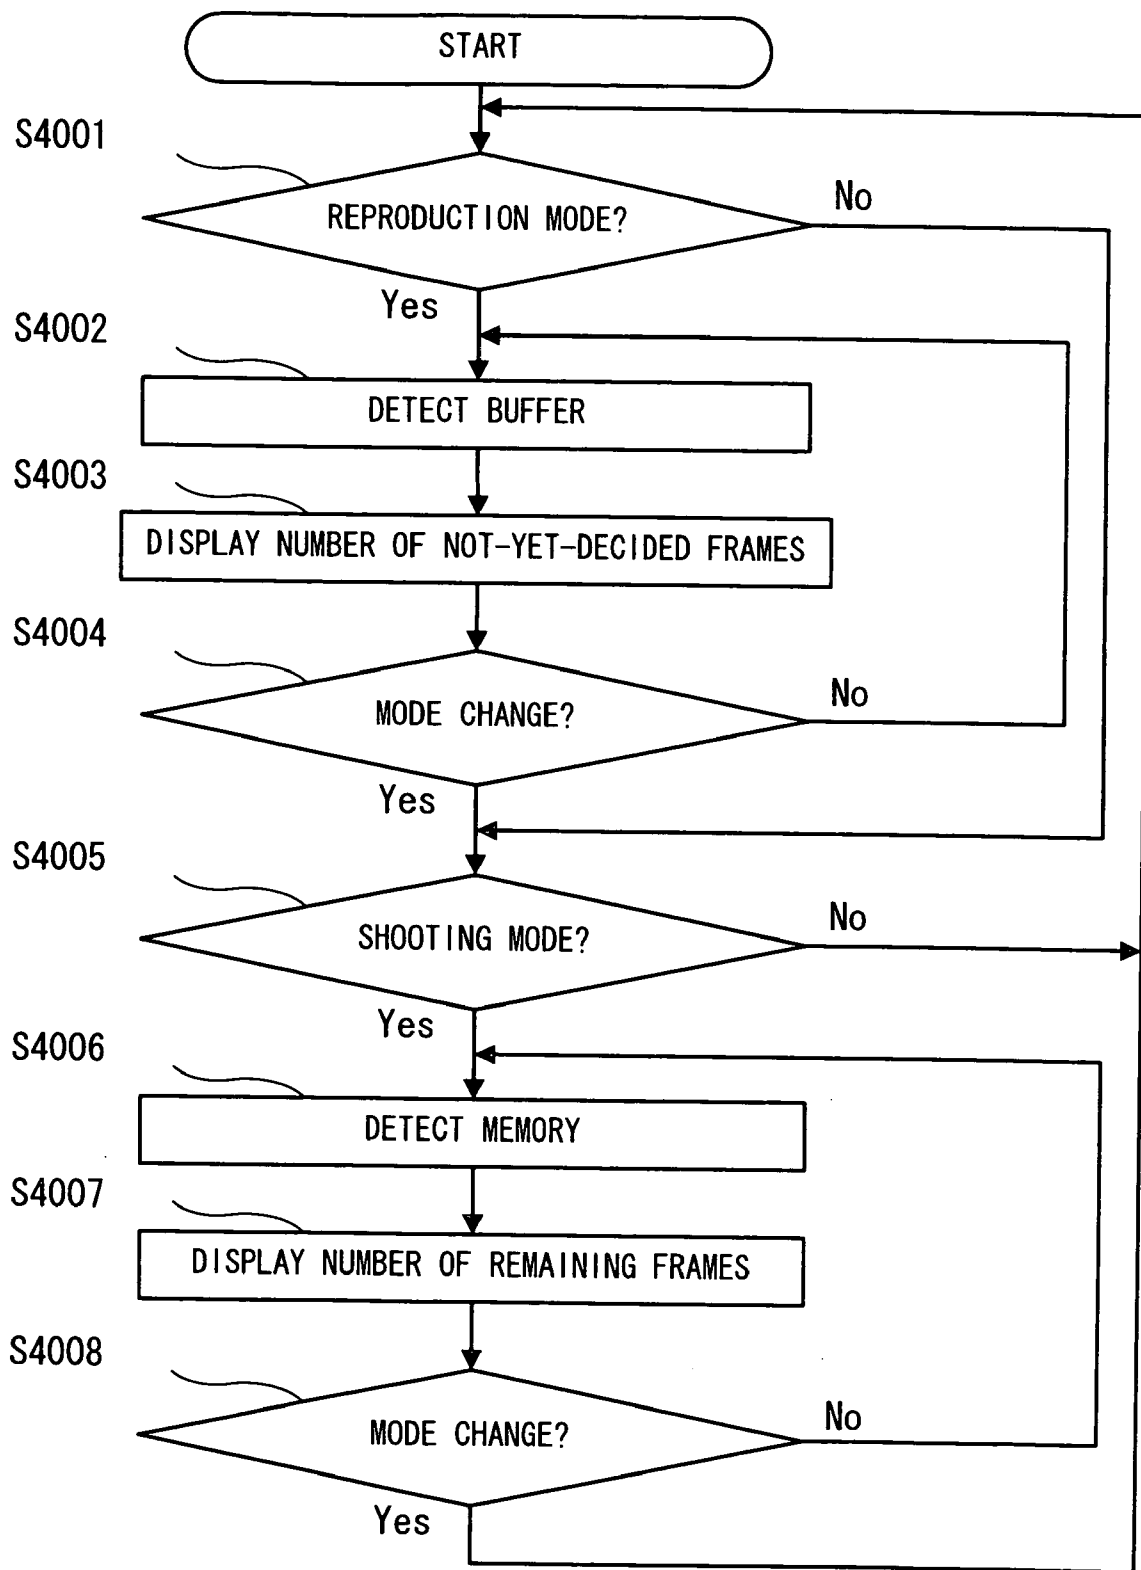 START
S4001
REPRODUCTION MODE?
No
Yes
S4002
DETECT BUFFER
S4003
DISPLAY NUMBER OF NOT-YET-DECIDED FRAMES
S4004
MODE CHANGE?
No
Yes
S4005
SHOOTING MODE?
No
Yes
S4006
DETECT MEMORY
S4007
DISPLAY NUMBER OF REMAINING FRAMES
S4008
MODE CHANGE?
No
Yes